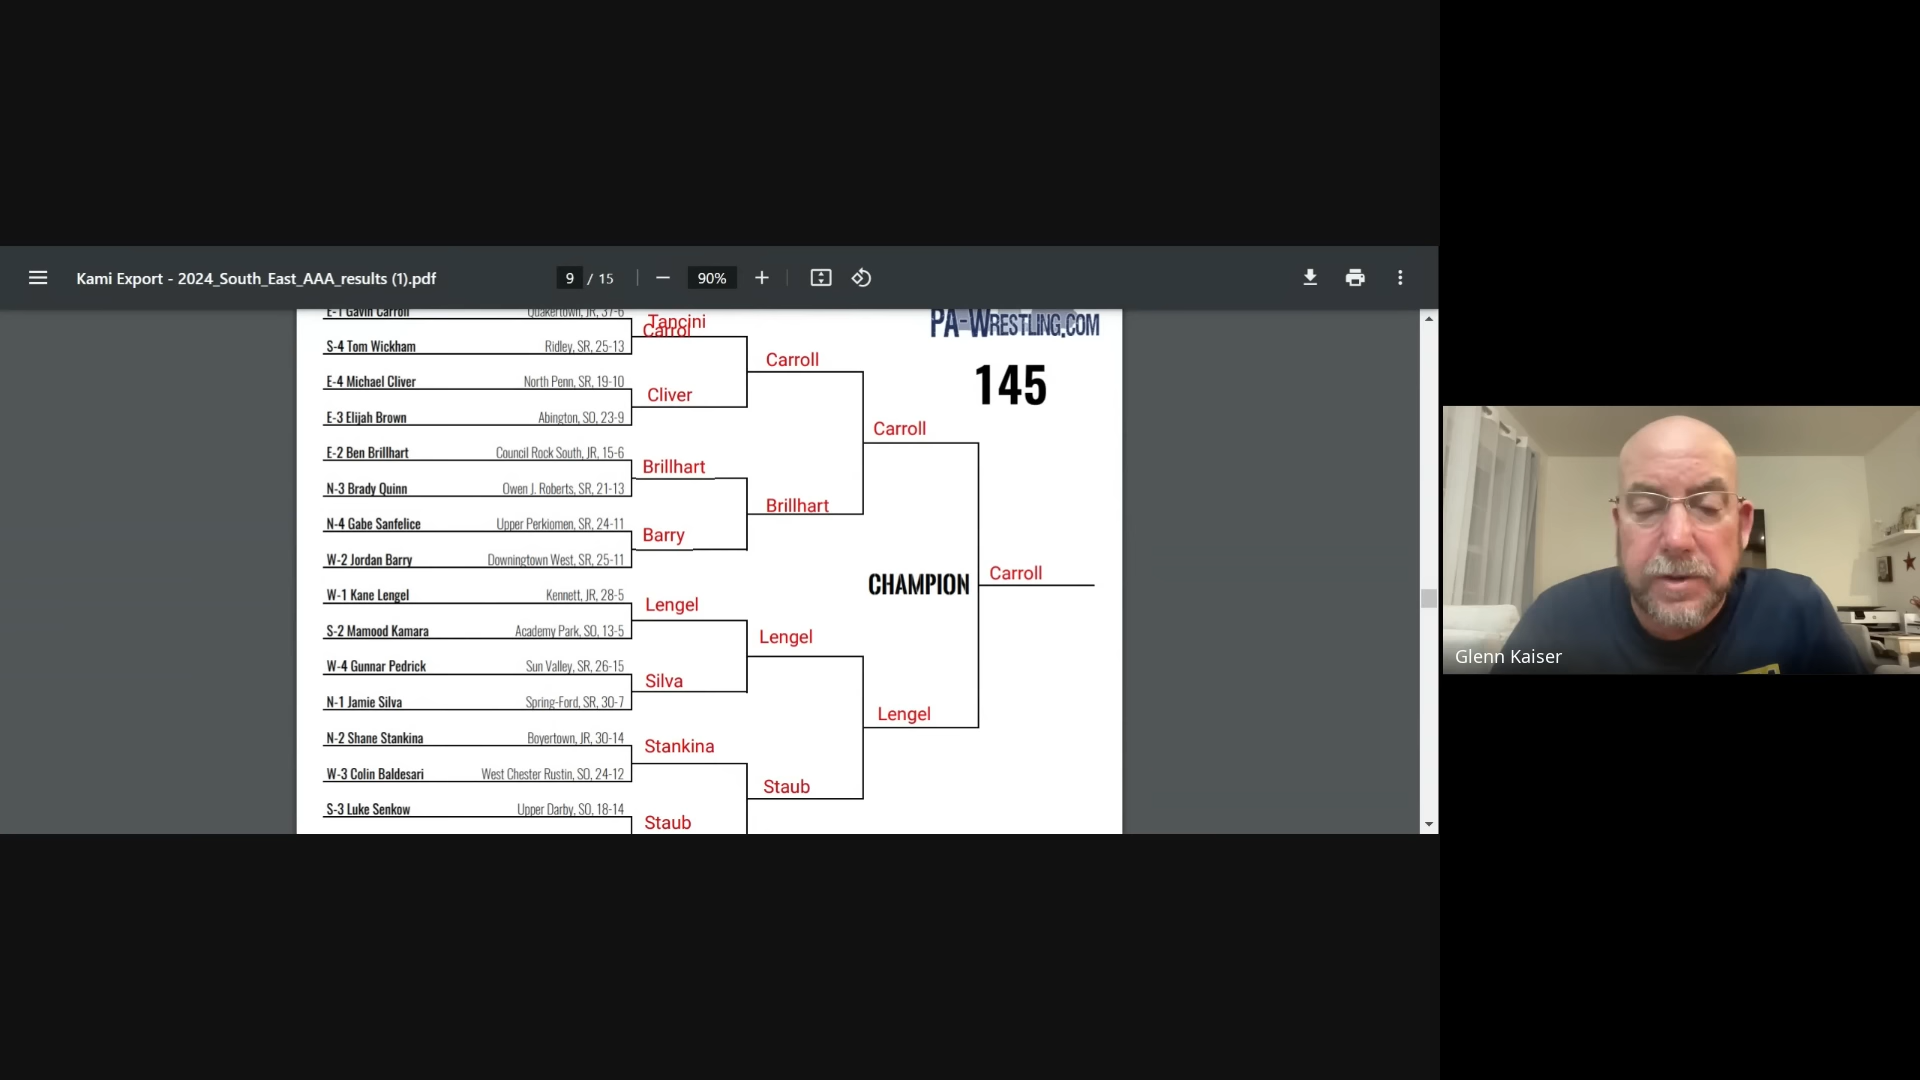 Kami Export - 2024_South_East_AAA_results (1).pdf
9 / 15
90%
E-1 Gavin Carroll Quakertown, JR, 37-6
Tancini
Carrol
PA-WRESTLING.COM
S-4 Tom Wickham Ridley, SR, 25-13
Carroll
145
E-4 Michael Cliver North Penn, SR, 19-10
Cliver
E-3 Elijah Brown Abington, SO, 23-9
Carroll
E-2 Ben Brillhart Council Rock South, JR, 15-6
Brillhart
N-3 Brady Quinn Owen J. Roberts, SR, 21-13
Brillhart
N-4 Gabe Sanfelice Upper Perkiomen, SR, 24-11
Barry
W-2 Jordan Barry Downingtown West, SR, 25-11
CHAMPION Carroll
W-1 Kane Lengel Kennett, JR, 28-5
Lengel
S-2 Mamood Kamara Academy Park, SO, 13-5
Lengel
W-4 Gunnar Pedrick Sun Valley, SR, 26-15
Silva
N-1 Jamie Silva Spring-Ford, SR, 30-7
Lengel
N-2 Shane Stankina Boyertown, JR, 30-14
Stankina
W-3 Colin Baldesari West Chester Rustin, SO, 24-12
Staub
S-3 Luke Senkow Upper Darby, SO, 18-14
Staub
Glenn Kaiser